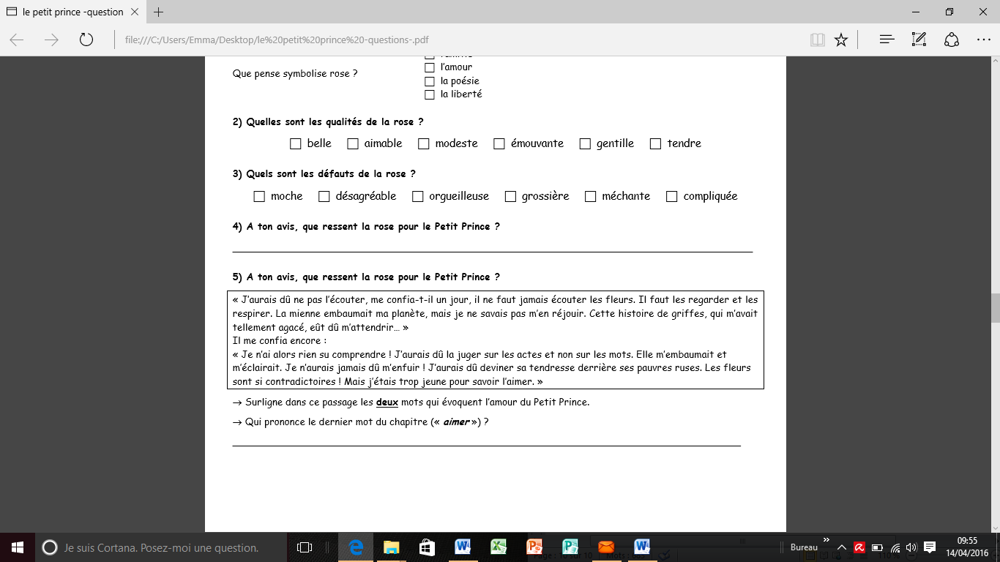 le petit prince -question
file:///C:/Users/Emma/Desktop/le%20petit%20prince%20-questions-.pdf
l'amour
Que pense symbolise rose ?
la poésie
la liberté
2) Quelles sont les qualités de la rose ?
belle aimable modeste émouvante gentille tendre
3) Quels sont les défauts de la rose ?
moche désagréable orgueilleuse grossière méchante compliquée
4) A ton avis, que ressent la rose pour le Petit Prince ?
5) A ton avis, que ressent la rose pour le Petit Prince ?
« J'aurais dû ne pas l'écouter, me confia-t-il un jour, il ne faut jamais écouter les fleurs. Il faut les regarder et les
respirer. La mienne embaumait ma planète, mais je ne savais pas m'en réjouir. Cette histoire de griffes, qui m'avait
tellement agacé, eût dû m'attendrir… »
Il me confia encore :
« Je n'ai alors rien su comprendre ! J'aurais dû la juger sur les actes et non sur les mots. Elle m'embaumait et
m'éclairait. Je n'aurais jamais dû m'enfuir ! J'aurais dû deviner sa tendresse derrière ses pauvres ruses. Les fleurs
sont si contradictoires ! Mais j'étais trop jeune pour savoir l'aimer. »
→ Surligne dans ce passage les deux mots qui évoquent l'amour du Petit Prince.
→ Qui prononce le dernier mot du chapitre (« aimer ») ?
Je suis Cortana. Posez-moi une question.
Bureau
09:55
14/04/2016